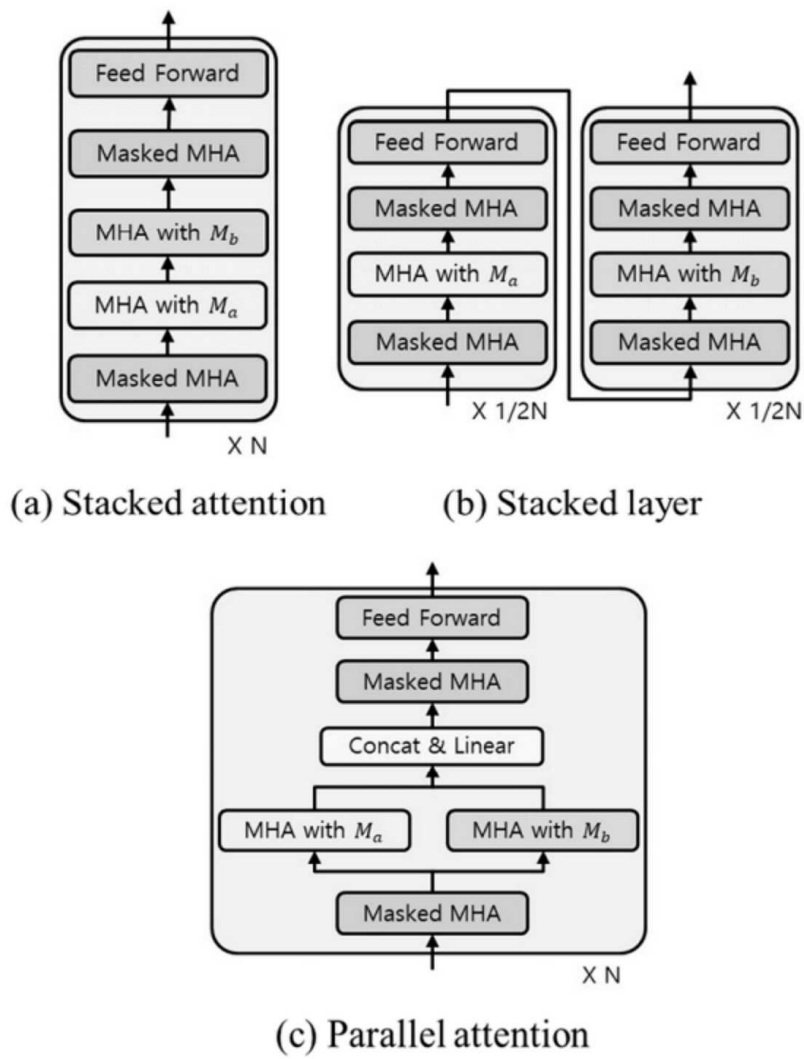 Feed Forward
Masked MHA
MHA with M_b
MHA with M_a
Masked MHA
X N
(a) Stacked attention
Feed Forward
Masked MHA
MHA with M_a
Masked MHA
X 1/2N
Feed Forward
Masked MHA
MHA with M_b
Masked MHA
X 1/2N
(b) Stacked layer
Feed Forward
Masked MHA
Concat & Linear
MHA with M_a
MHA with M_b
Masked MHA
X N
(c) Parallel attention